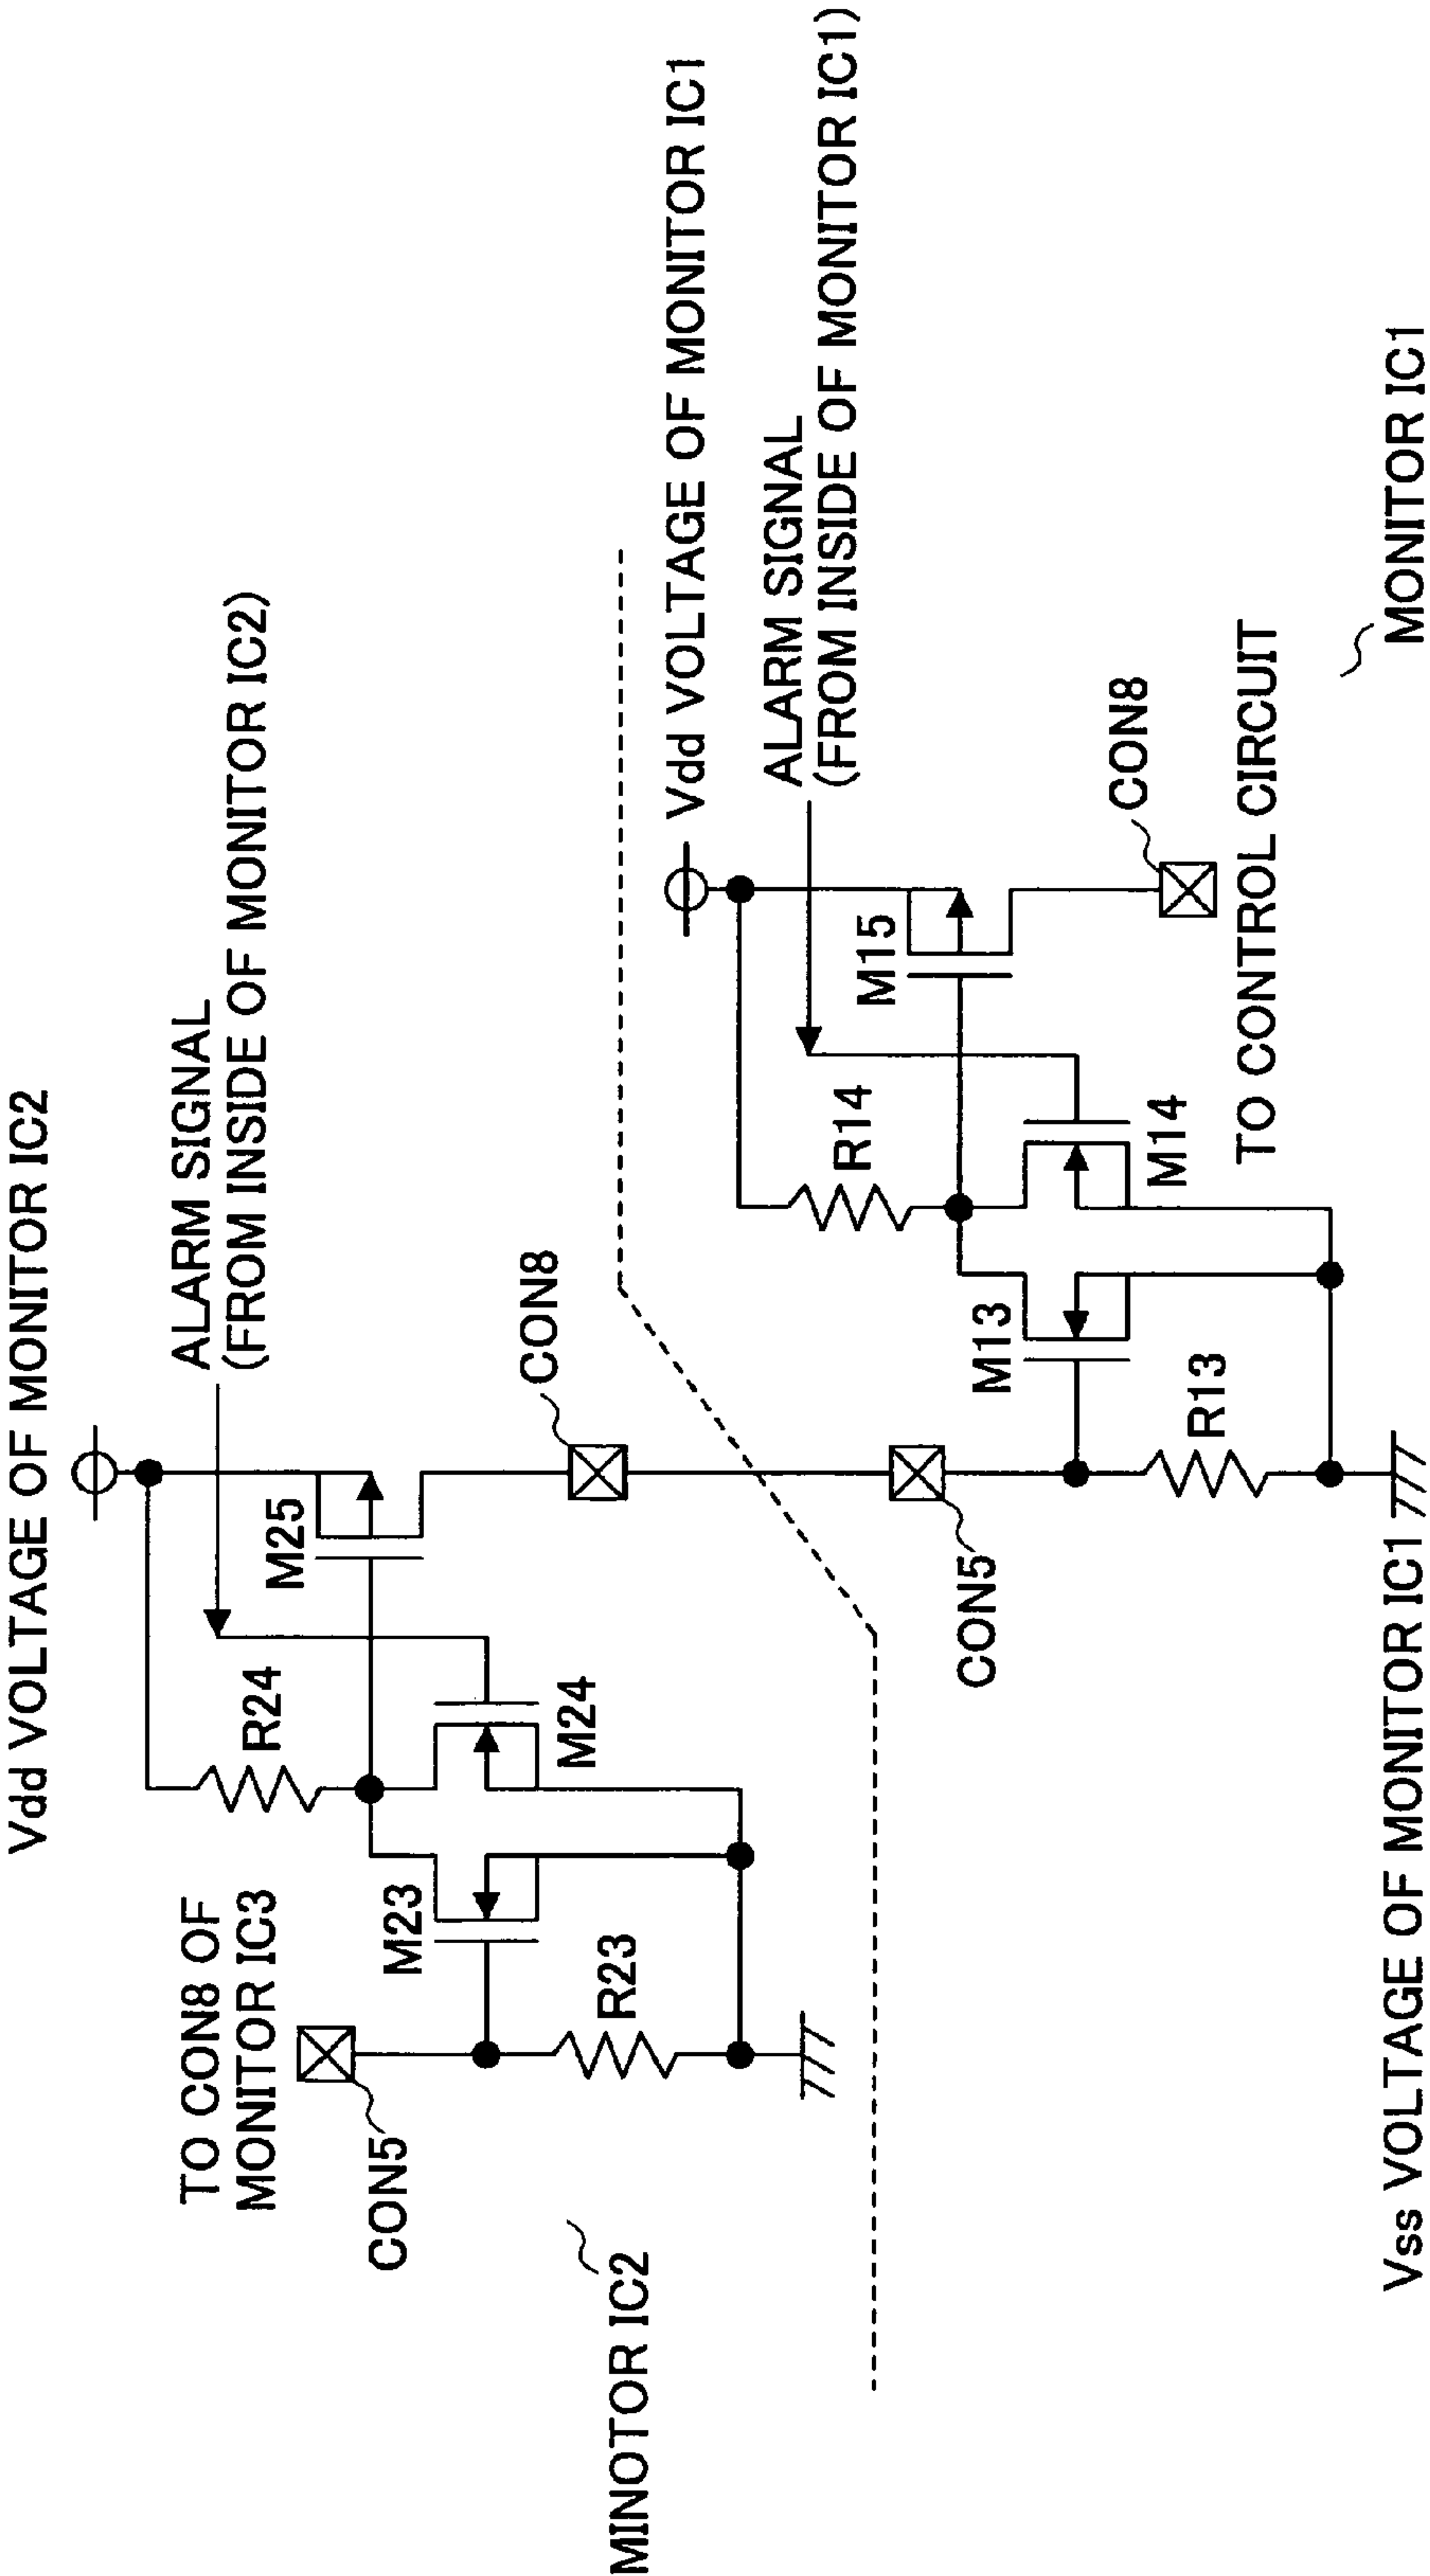 Vdd VOLTAGE OF MONITOR IC2
ALARM SIGNAL
(FROM INSIDE OF MONITOR IC2)
TO CON8 OF
MONITOR IC3
R24
M25
M23
M24
CON5
R23
CON8
MINOTOR IC2
Vdd VOLTAGE OF MONITOR IC1
ALARM SIGNAL
(FROM INSIDE OF MONITOR IC1)
R14
M15
CON5
M13
M14
CON8
R13
TO CONTROL CIRCUIT
Vss VOLTAGE OF MONITOR IC1
MONITOR IC1